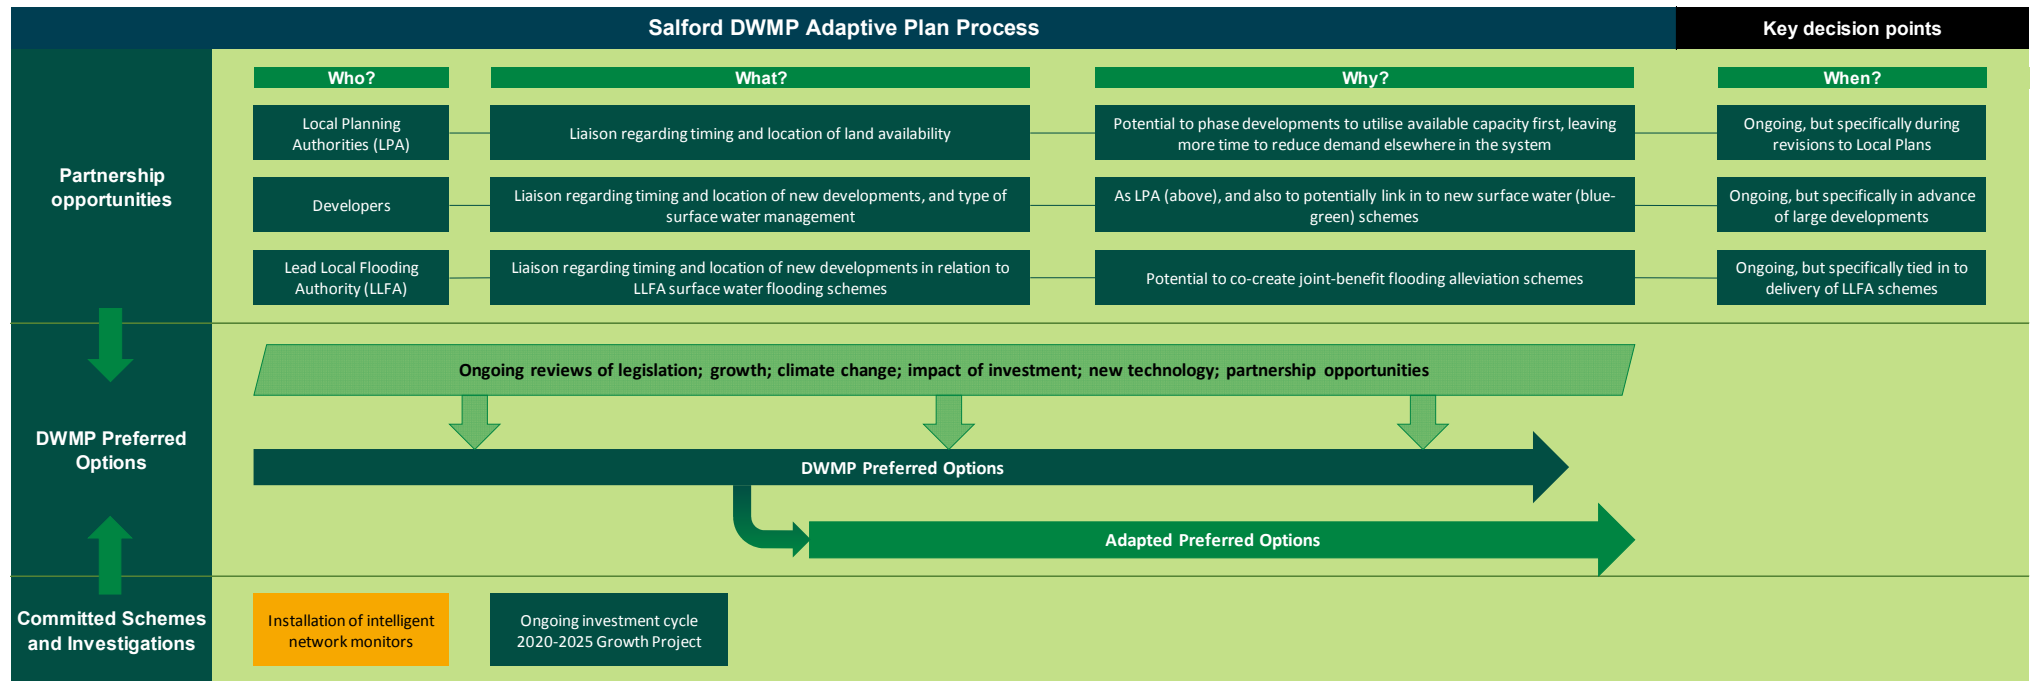 Salford DWMP Adaptive Plan Process
Key decision points
Who?
What?
Why?
When?
Partnership
opportunities
Local Planning
Authorities (LPA)
Liaison regarding timing and location of land availability
Potential to phase developments to utilise available capacity first, leaving
more time to reduce demand elsewhere in the system
Ongoing, but specifically during
revisions to Local Plans
Developers
Liaison regarding timing and location of new developments, and type of
surface water management
As LPA (above), and also to potentially link in to new surface water (blue-
green) schemes
Ongoing, but specifically in advance
of large developments
Lead Local Flooding
Authority (LLFA)
Liaison regarding timing and location of new developments in relation to
LLFA surface water flooding schemes
Potential to co-create joint-benefit flooding alleviation schemes
Ongoing, but specifically tied in to
delivery of LLFA schemes
DWMP Preferred
Options
Ongoing reviews of legislation; growth; climate change; impact of investment; new technology; partnership opportunities
DWMP Preferred Options
Adapted Preferred Options
Committed Schemes
and Investigations
Installation of intelligent
network monitors
Ongoing investment cycle
2020-2025 Growth Project